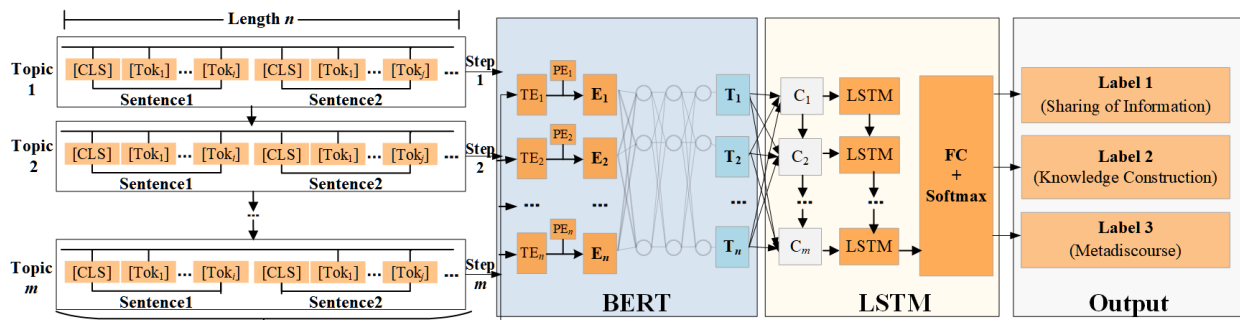 Length n
Topic 1
[CLS] [Tok1] ... [Toki] [CLS] [Tok1] ... [Tokj] ...
Sentence1 Sentence2
Step 1
Topic 2
[CLS] [Tok1] ... [Toki] [CLS] [Tok1] ... [Tokj] ...
Sentence1 Sentence2
Step 2
...
Topic m
[CLS] [Tok1] ... [Toki] [CLS] [Tok1] ... [Tokj] ...
Sentence1 Sentence2
Step m
PE1
TE1 E1 T1
PE2
TE2 E2 T2
... ... ...
PEn
TEn En Tn
BERT
C1 LSTM
C2 LSTM
... ...
Cm LSTM
FC
+
Softmax
LSTM
Label 1
(Sharing of Information)
Label 2
(Knowledge Construction)
Label 3
(Metadiscourse)
Output